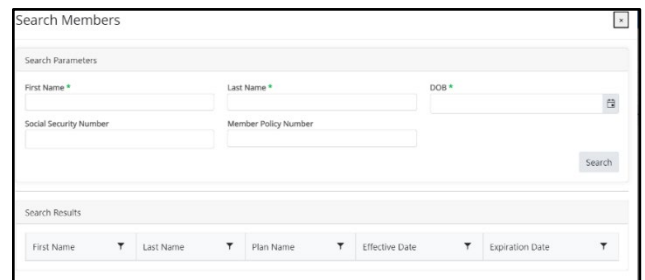 Search Members
×
Search Parameters
First Name * Last Name * DOB *
Social Security Number Member Policy Number
Search
Search Results
First Name Last Name Plan Name Effective Date Expiration Date